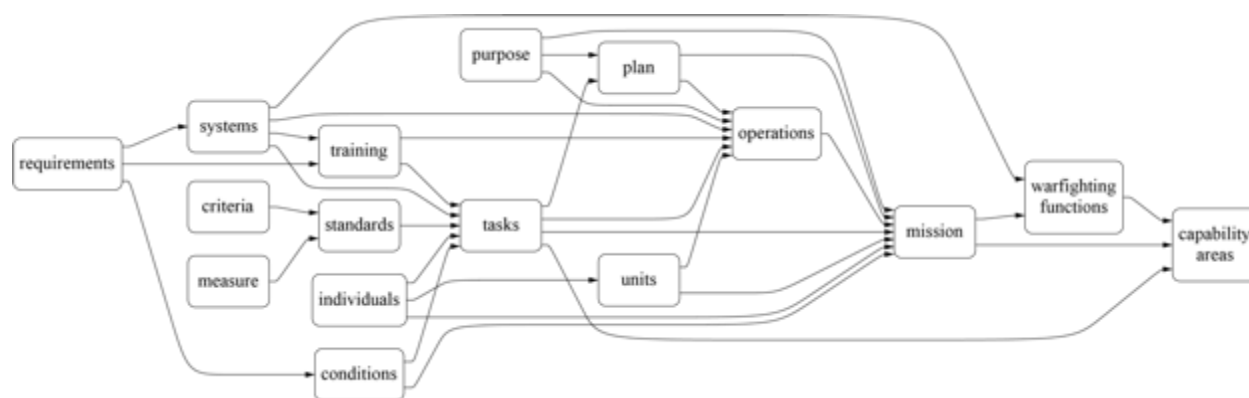 purpose
plan
systems
operations
requirements
training
warfighting
functions
criteria
standards
tasks
mission
capability
areas
measure
individuals
units
conditions